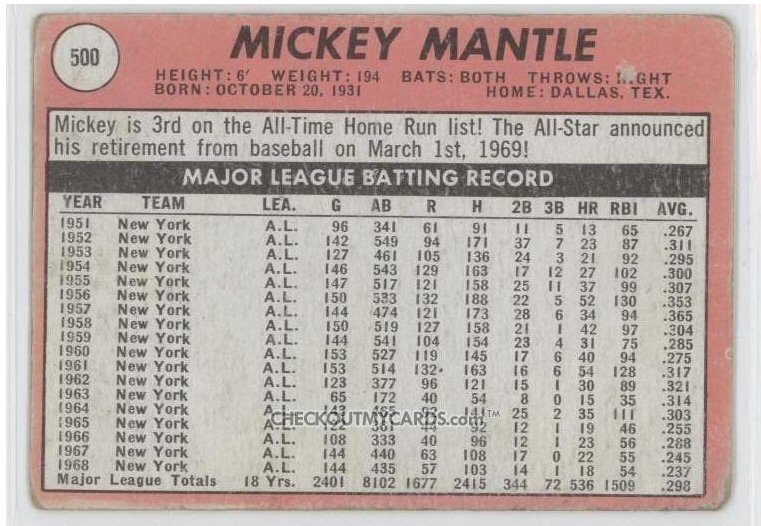 500
MICKEY MANTLE
HEIGHT: 6' WEIGHT: 194 BATS: BOTH THROWS: RIGHT
BORN: OCTOBER 20, 1931 HOME: DALLAS, TEX.
Mickey is 3rd on the All-Time Home Run list! The All-Star announced
his retirement from baseball on March 1st, 1969!
MAJOR LEAGUE BATTING RECORD
YEAR TEAM LEA. G AB R H 2B 3B HR RBI AVG.
1951 New York A.L. 96 341 61 91 11 5 13 65 .267
1952 New York A.L. 142 549 94 171 37 7 23 87 .311
1953 New York A.L. 127 461 105 136 24 3 21 92 .295
1954 New York A.L. 146 543 129 163 17 12 27 102 .300
1955 New York A.L. 147 517 121 158 25 11 37 99 .307
1956 New York A.L. 150 533 132 188 22 5 52 130 .353
1957 New York A.L. 144 474 121 173 28 6 34 94 .365
1958 New York A.L. 150 519 127 158 21 1 42 97 .304
1959 New York A.L. 144 541 104 154 23 4 31 75 .285
1960 New York A.L. 153 527 119 145 17 6 40 94 .275
1961 New York A.L. 153 514 132• 163 16 6 54 128 .317
1962 New York A.L. 123 377 96 121 15 1 30 89 .321
1963 New York A.L. 65 172 40 54 8 0 15 35 .314
1964 New York A.L. 143 465 92 141 25 2 35 111 .303
CHECKOUTMYCARDS.COM™
1965 New York A.L. 122 361 44 92 12 1 19 46 .255
1966 New York A.L. 108 333 40 96 12 1 23 56 .288
1967 New York A.L. 144 440 63 108 17 0 22 55 .245
1968 New York A.L. 144 435 57 103 14 1 18 54 .237
Major League Totals 18 Yrs. 2401 8102 1677 2415 344 72 536 1509 .298